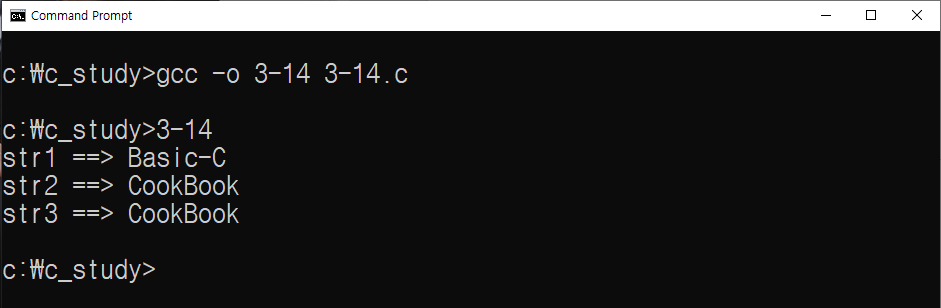 Command Prompt
c:₩c_study>gcc -o 3-14 3-14.c
c:₩c_study>3-14
str1 ==> Basic-C
str2 ==> CookBook
str3 ==> CookBook
c:₩c_study>